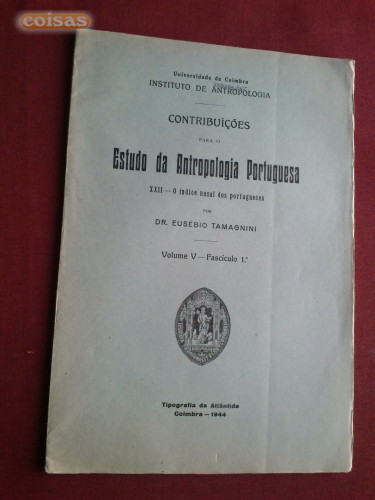 coisas
Universidade de Coimbra
INSTITUTO DE ANTROPOLOGIA
CONTRIBUIÇÕES
PARA O
Estudo da Antropologia Portuguesa
XXII — O índice nasal dos portugueses
POR
DR. EUSÉBIO TAMAGNINI
Volume V — Fascículo 1.º
Tipografia da Atlântida
Coimbra — 1944